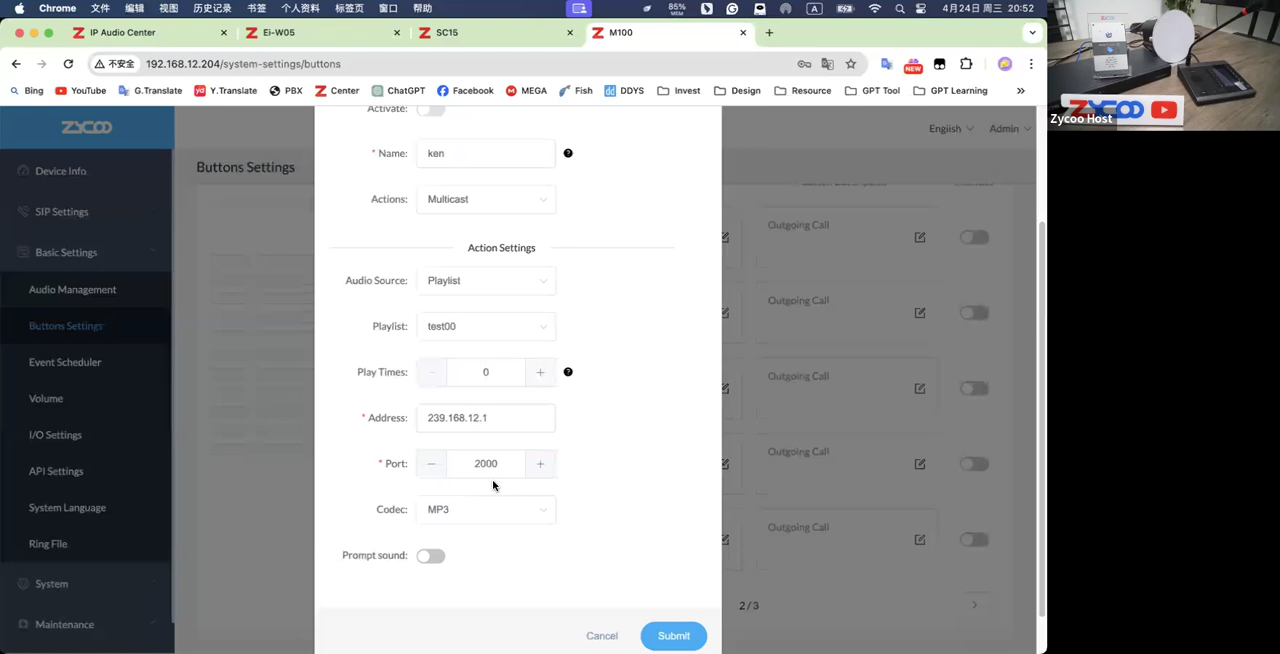 Chrome 文件 编辑 视图 历史记录 书签 个人资料 标签页 窗口 帮助 85% MEM A 4月24日 周三 20:52
IP Audio Center × Ei-W05 × SC15 × M100 × +
不安全 192.168.12.204/system-settings/buttons NEW
Bing YouTube G.Translate Y.Translate PBX Center ChatGPT Facebook MEGA Fish DDYS Invest Design Resource GPT Tool GPT Learning »
ZYCOO
Zycoo Host
ZYCOO
English Admin
Device Info
SIP Settings
Basic Settings
Audio Management
Buttons Settings
Event Scheduler
Volume
I/O Settings
API Settings
System Language
Ring File
System
Maintenance
Buttons Settings
Activate:
* Name: ken
Actions: Multicast
Action Settings
Audio Source: Playlist
Playlist: test00
Play Times: − 0 +
* Address: 239.168.12.1
* Port: − 2000 +
Codec: MP3
Prompt sound:
Cancel Submit
Outgoing Call
Outgoing Call
Outgoing Call
Outgoing Call
Outgoing Call
2/3 >